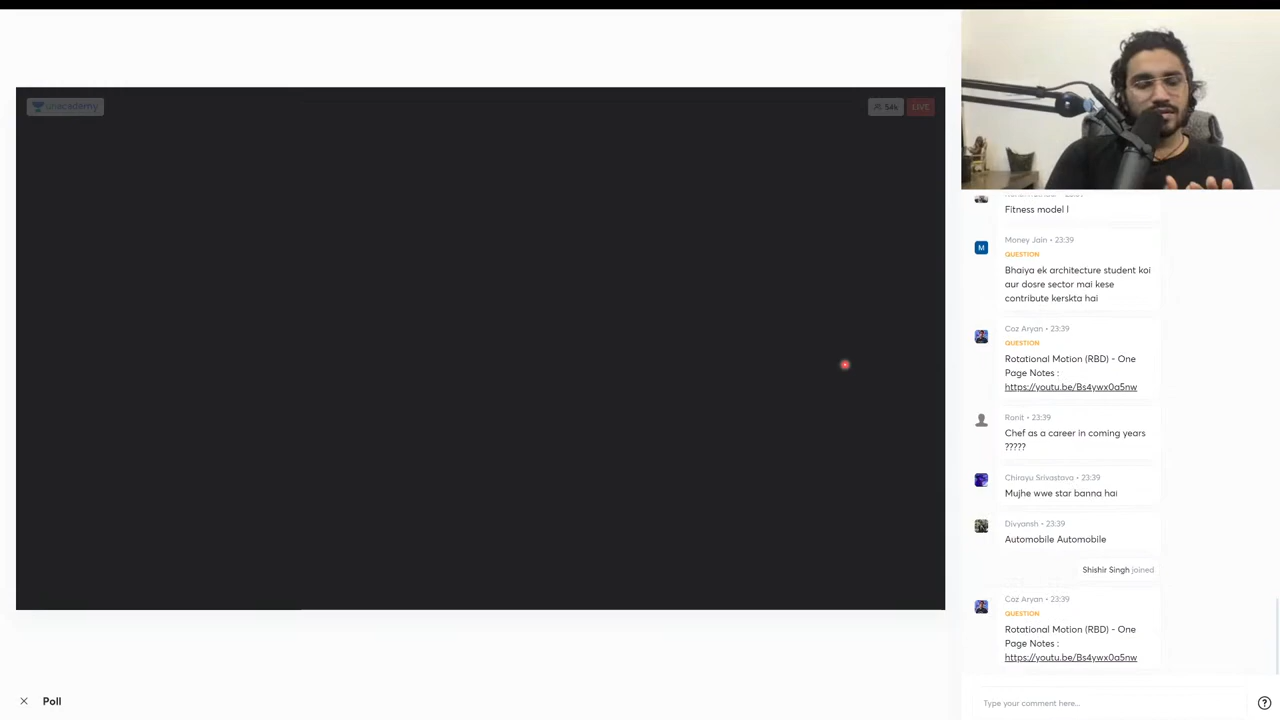 unacademy
54k
LIVE
Fitness model I
Money Jain • 23:39
QUESTION
Bhaiya ek architecture student koi
aur dosre sector mai kese
contribute kerskta hai
Coz Aryan • 23:39
QUESTION
Rotational Motion (RBD) - One
Page Notes :
https://youtu.be/Bs4ywx0a5nw
Ronit • 23:39
Chef as a career in coming years
?????
Chirayu Srivastava • 23:39
Mujhe wwe star banna hai
Divyansh • 23:39
Automobile Automobile
Shishir Singh joined.
Coz Aryan • 23:39
QUESTION
Rotational Motion (RBD) - One
Page Notes :
https://youtu.be/Bs4ywx0a5nw
M
Poll
Type your comment here...